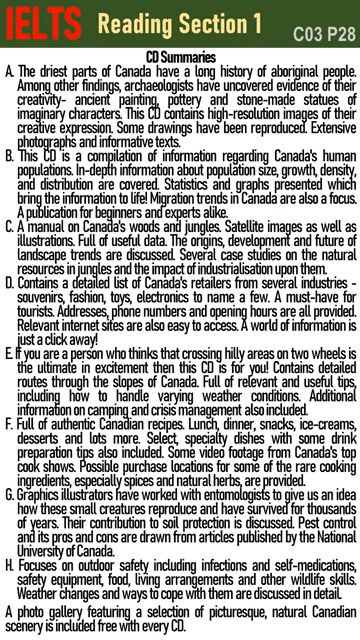 IELTS Reading Section 1 C03 P28
CD Summaries
A. The driest parts of Canada have a long history of aboriginal people.
Among other findings, archaeologists have uncovered evidence of their
creativity- ancient painting, pottery and stone-made statues of
imaginary characters. This CD contains high-resolution images of their
creative expression. Some drawings have been reproduced. Extensive
photographs and informative texts.
B. This CD is a compilation of information regarding Canada's human
populations. In-depth information about population size, growth, density,
and distribution are covered. Statistics and graphs presented which
bring the information to life! Migration trends in Canada are also a focus.
A publication for beginners and experts alike.
C. A manual on Canada's woods and jungles. Satellite images as well as
illustrations. Full of useful data. The origins, development and future of
landscape trends are discussed. Several case studies on the natural
resources in jungles and the impact of industrialisation upon them.
D. Contains a detailed list of Canada's retailers from several industries -
souvenirs, fashion, toys, electronics to name a few. A must-have for
tourists. Addresses, phone numbers and opening hours are all provided.
Relevant internet sites are also easy to access. A world of information is
just a click away!
E. If you are a person who thinks that crossing hilly areas on two wheels is
the ultimate in excitement then this CD is for you! Contains detailed
routes through the slopes of Canada. Full of relevant and useful tips,
including how to handle varying weather conditions. Additional
information on camping and crisis management also included.
F. Full of authentic Canadian recipes. Lunch, dinner, snacks, ice-creams,
desserts and lots more. Select, specialty dishes with some drink
preparation tips also included. Some video footage from Canada's top
cook shows. Possible purchase locations for some of the rare cooking
ingredients, especially spices and natural herbs, are provided.
G. Graphics illustrators have worked with entomologists to give us an idea
how these small creatures reproduce and have survived for thousands
of years. Their contribution to soil protection is discussed. Pest control
and its pros and cons are drawn from articles published by the National
University of Canada.
H. Focuses on outdoor safety including infections and self-medications,
safety equipment, food, living arrangements and other wildlife skills.
Weather changes and ways to cope with them are discussed in detail.
A photo gallery featuring a selection of picturesque, natural Canadian
scenery is included free with every CD.